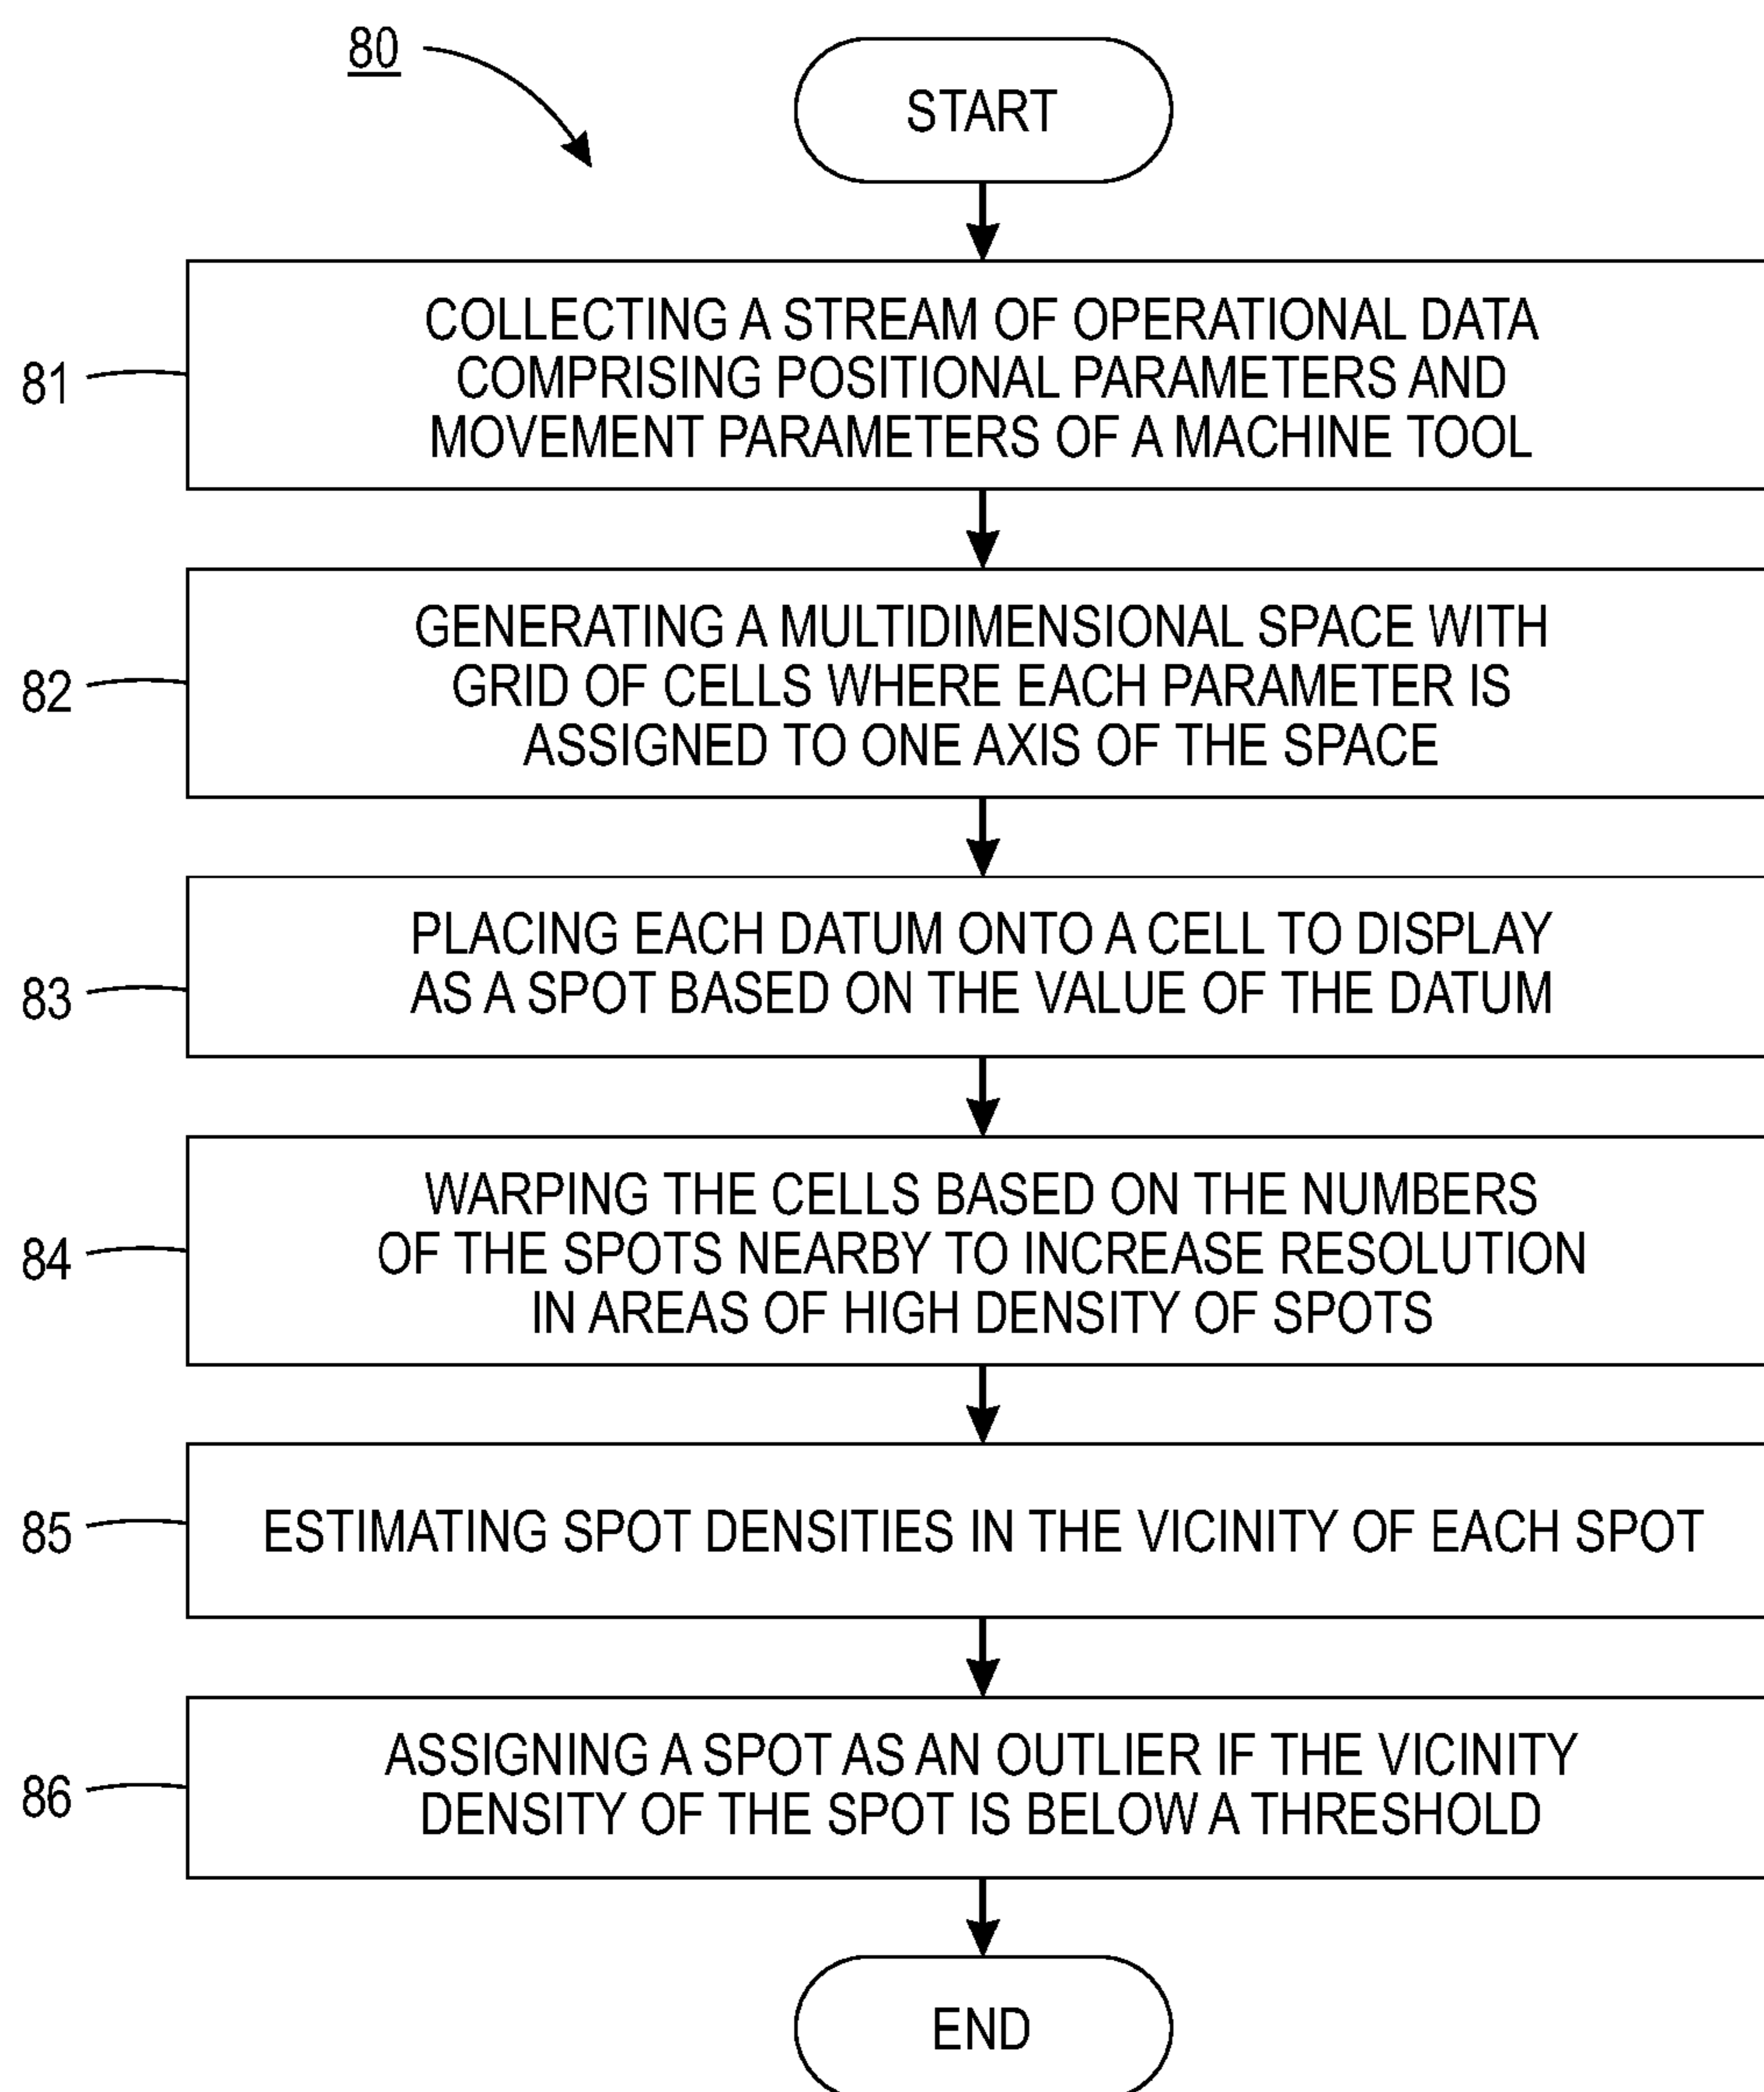 80
START
81
COLLECTING A STREAM OF OPERATIONAL DATA
COMPRISING POSITIONAL PARAMETERS AND
MOVEMENT PARAMETERS OF A MACHINE TOOL
82
GENERATING A MULTIDIMENSIONAL SPACE WITH
GRID OF CELLS WHERE EACH PARAMETER IS
ASSIGNED TO ONE AXIS OF THE SPACE
83
PLACING EACH DATUM ONTO A CELL TO DISPLAY
AS A SPOT BASED ON THE VALUE OF THE DATUM
84
WARPING THE CELLS BASED ON THE NUMBERS
OF THE SPOTS NEARBY TO INCREASE RESOLUTION
IN AREAS OF HIGH DENSITY OF SPOTS
85
ESTIMATING SPOT DENSITIES IN THE VICINITY OF EACH SPOT
86
ASSIGNING A SPOT AS AN OUTLIER IF THE VICINITY
DENSITY OF THE SPOT IS BELOW A THRESHOLD
END